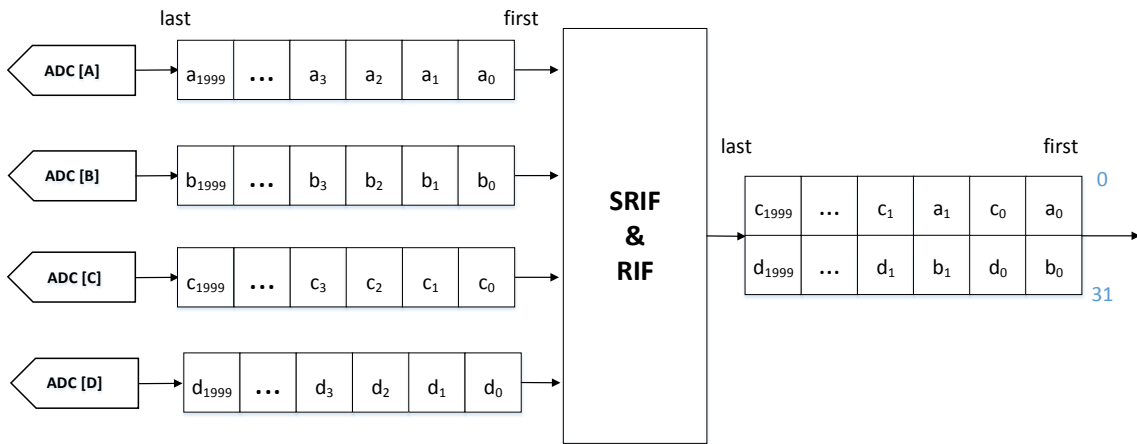 last first
ADC [A] a1999 ... a3 a2 a1 a0
ADC [B] b1999 ... b3 b2 b1 b0
ADC [C] c1999 ... c3 c2 c1 c0
ADC [D] d1999 ... d3 d2 d1 d0
SRIF
&
RIF
last first
c1999 ... c1 a1 c0 a0 0
d1999 ... d1 b1 d0 b0 31